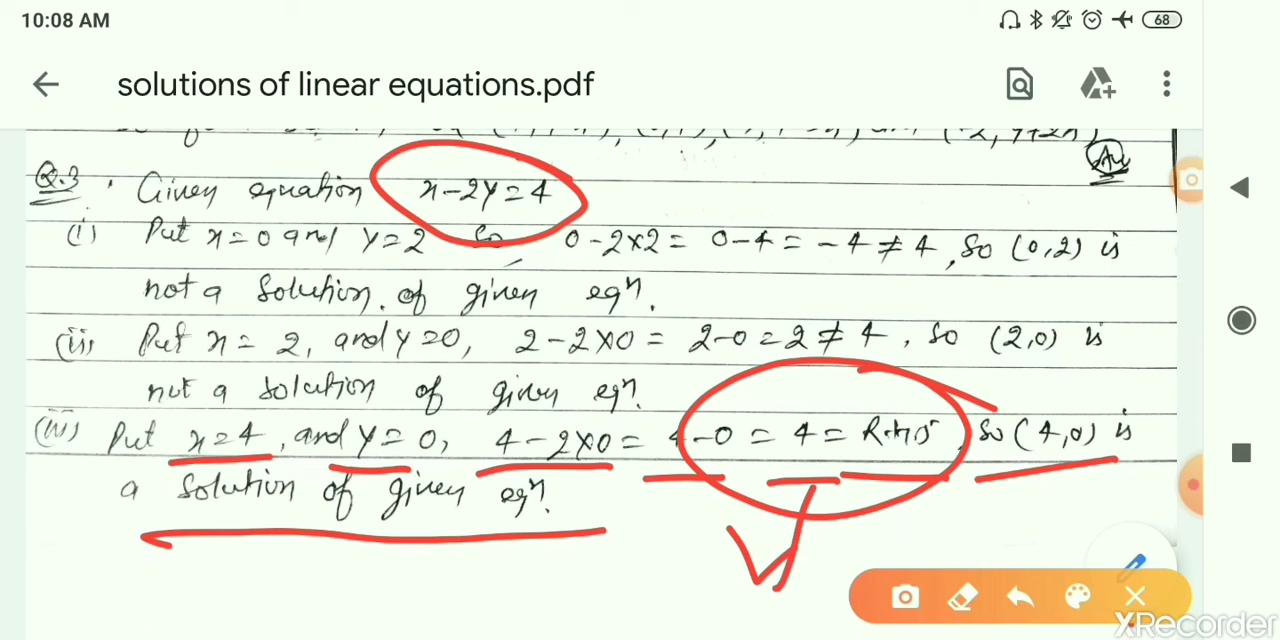 10:08 AM
68
solutions of linear equations.pdf
Ans
Q.3 . Given equation x-2y=4
(i) Put x=0 and y=2 so 0-2×2= 0-4= -4≠4, so (0,2) is
not a solution. of given eqn.
(ii) Put x= 2, and y=0, 2-2×0= 2-0=2≠4, so (2,0) is
not a solution of given eqn.
(iii) Put x=4, and y=0, 4-2×0= 4-0=4= R.H.S, so (4,0) is
a solution of given eqn.
XRecorder